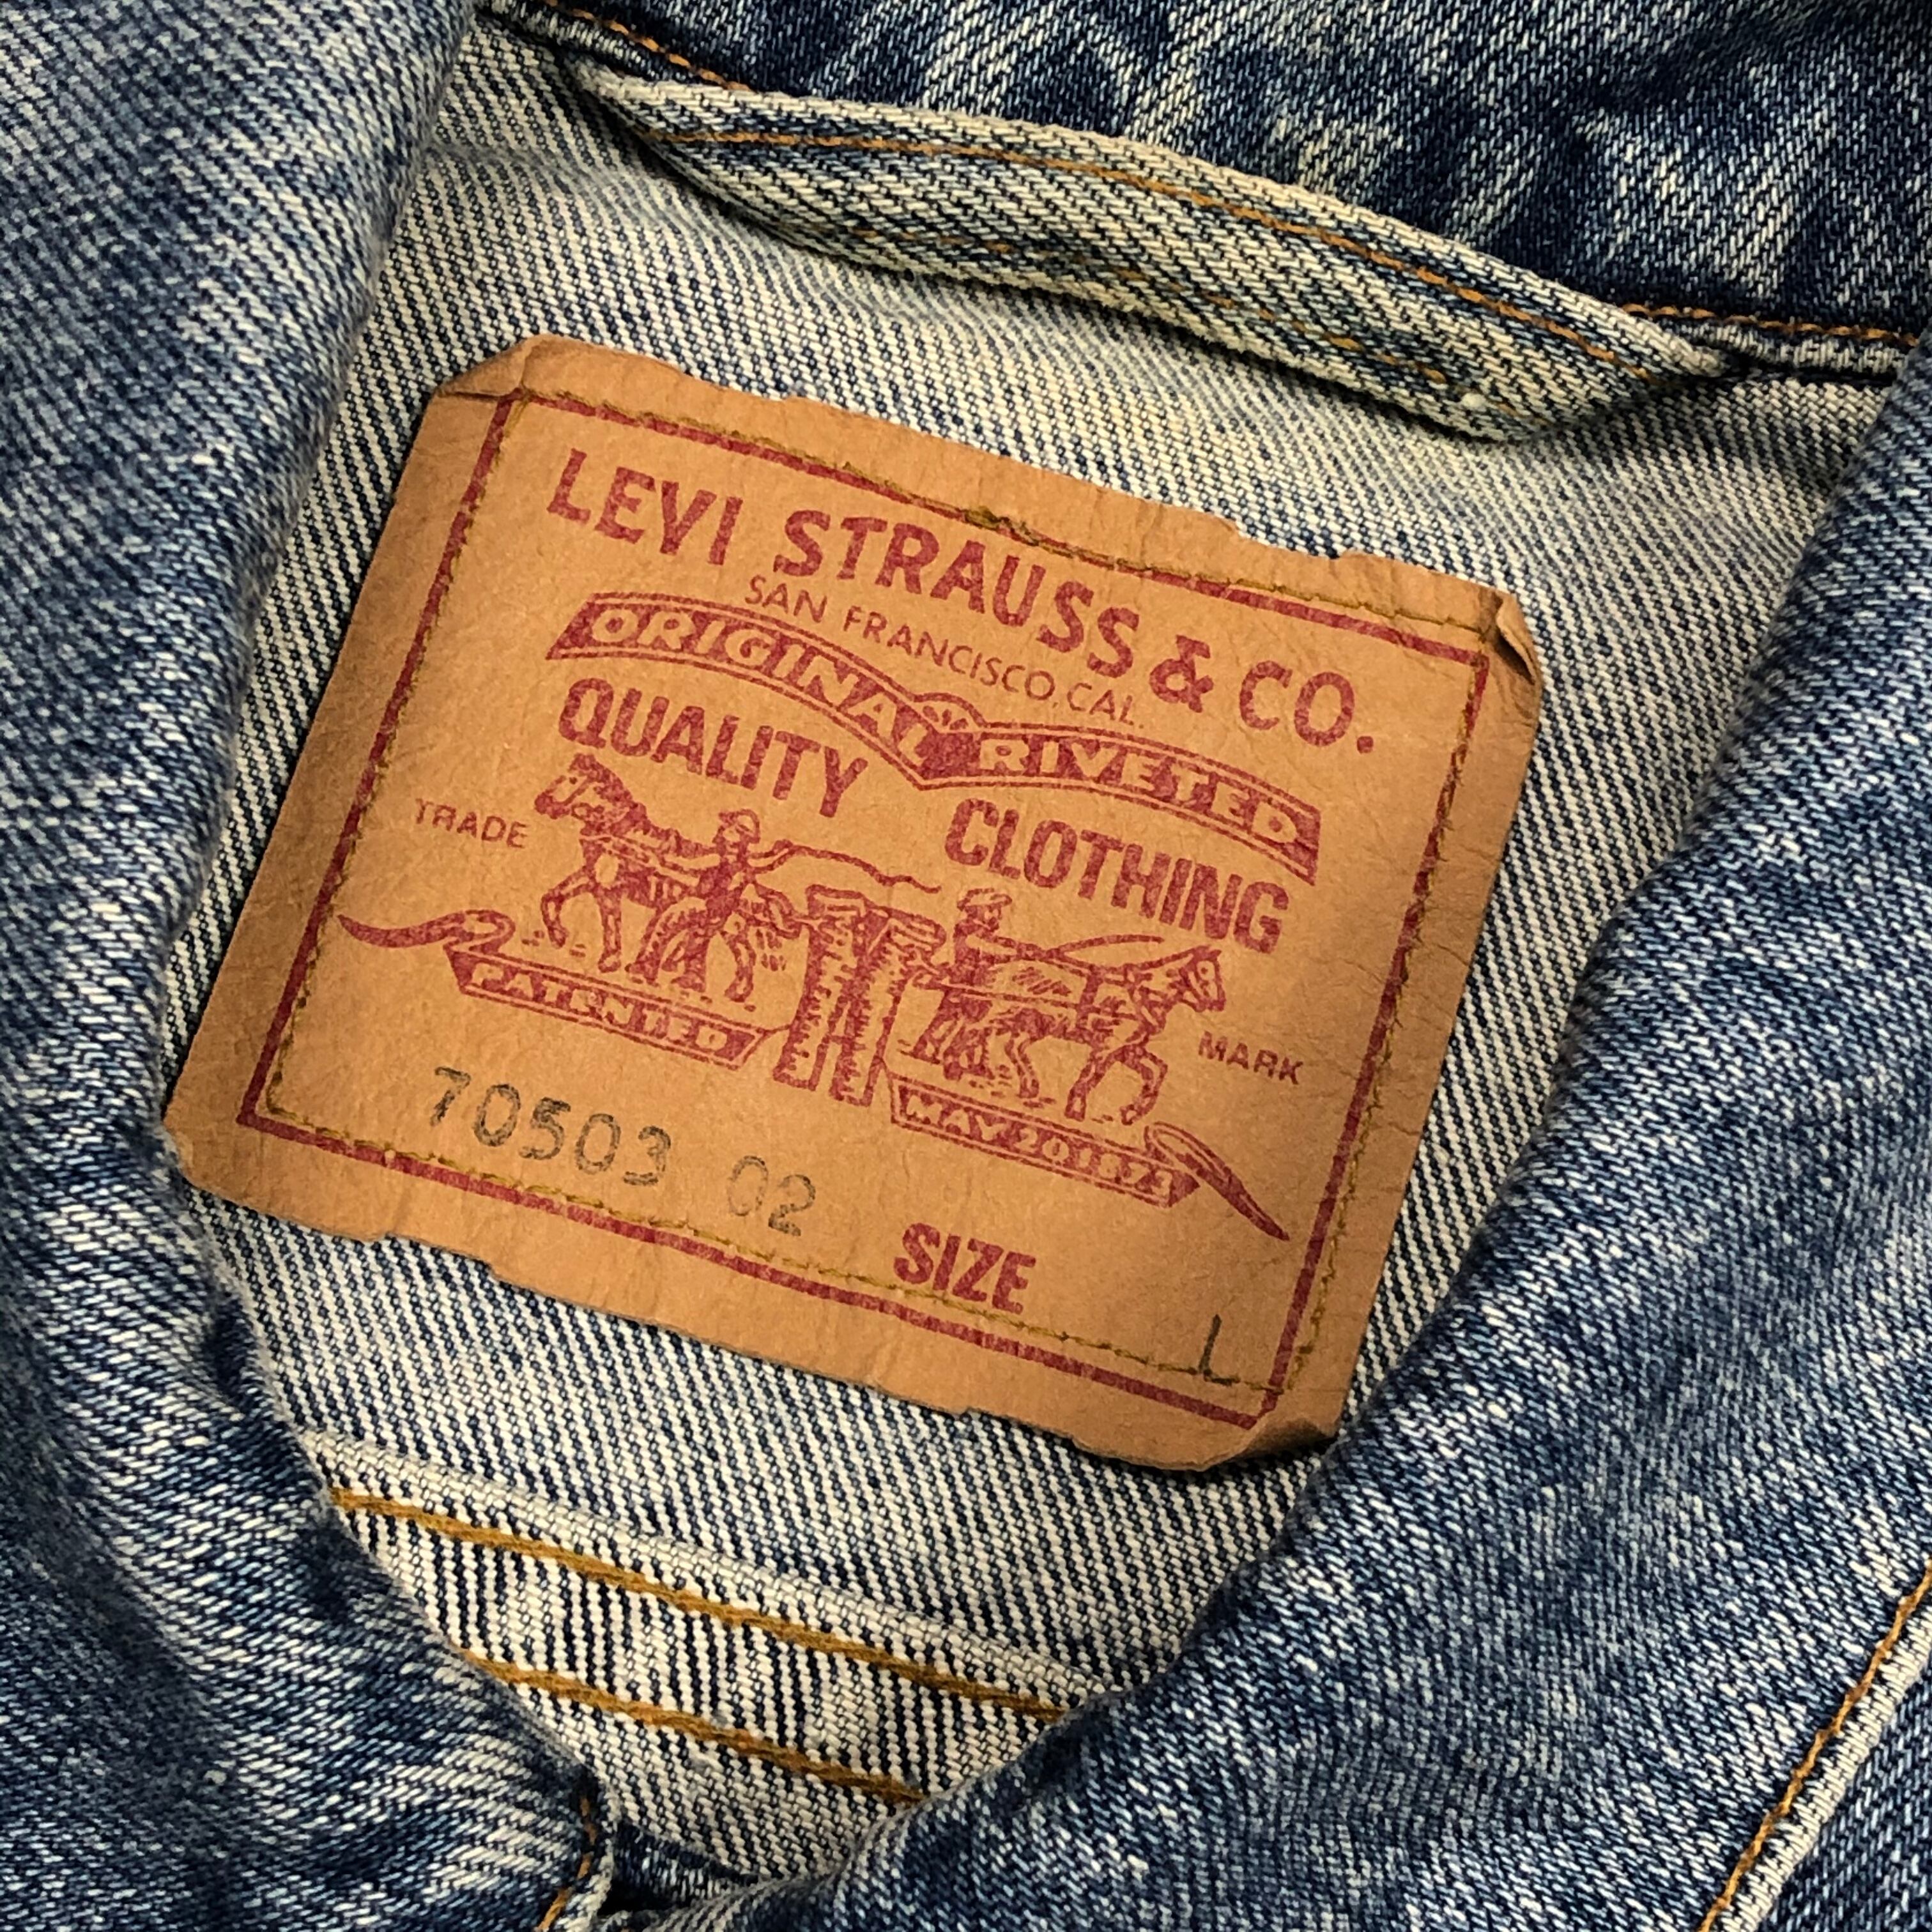 LEVI STRAUSS & CO.
SAN FRANCISCO, CAL.
ORIGINAL RIVETED
QUALITY CLOTHING
TRADE MARK
PATENTED MAY 20 1873
70503 02
SIZE L